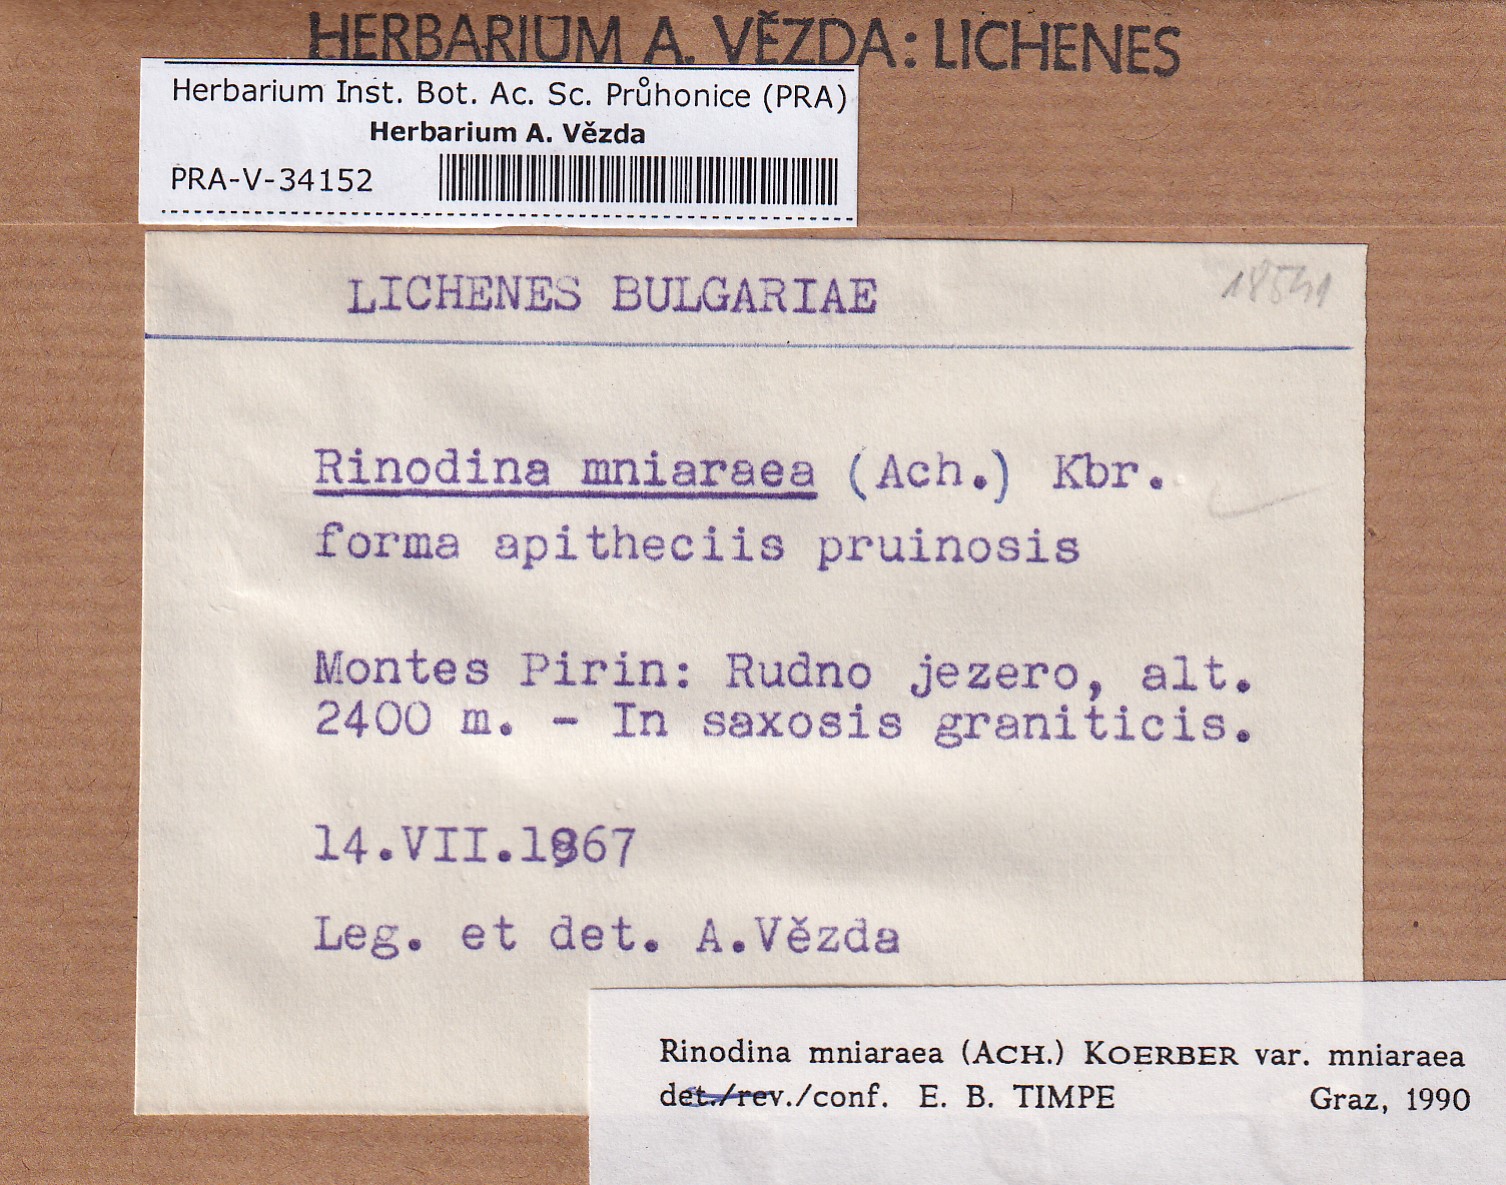 HERBARIUM A. VĚZDA: LICHENES
Herbarium Inst. Bot. Ac. Sc. Průhonice (PRA)
Herbarium A. Vězda
PRA-V-34152
LICHENES BULGARIAE
18541
Rinodina mniaraea (Ach.) Kbr.
forma apitheciis pruinosis
Montes Pirin: Rudno jezero, alt.
2400 m. - In saxosis graniticis.
14.VII.1967
Leg. et det. A.Vězda
Rinodina mniaraea (ACH.) KOERBER var. mniaraea
det./rev./conf. E. B. TIMPE Graz, 1990